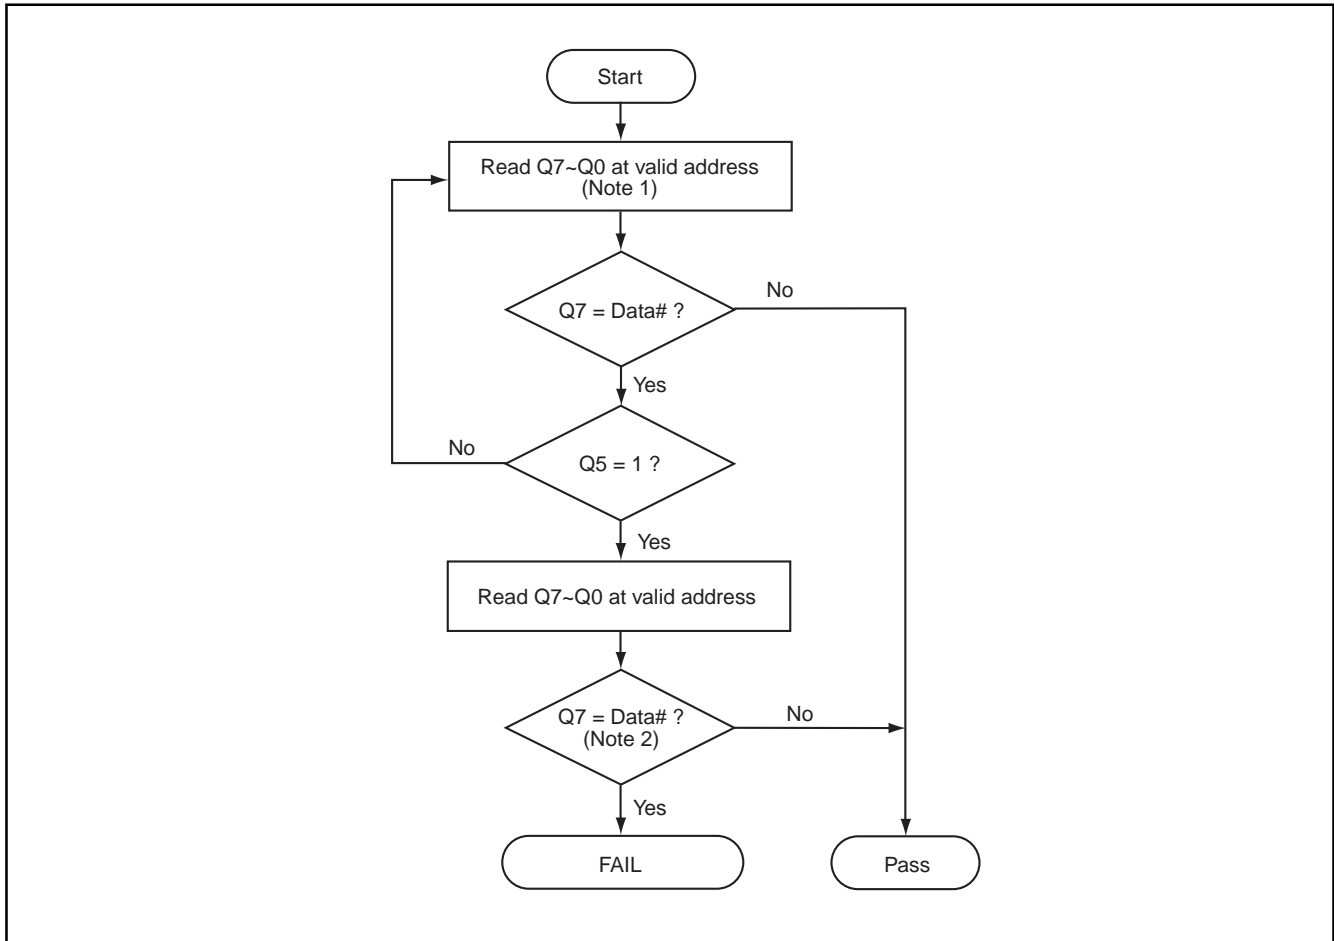 Start
Read Q7~Q0 at valid address
(Note 1)
Q7 = Data# ?
No
Yes
No
Q5 = 1 ?
Yes
Read Q7~Q0 at valid address
Q7 = Data# ?
(Note 2)
No
Yes
FAIL
Pass